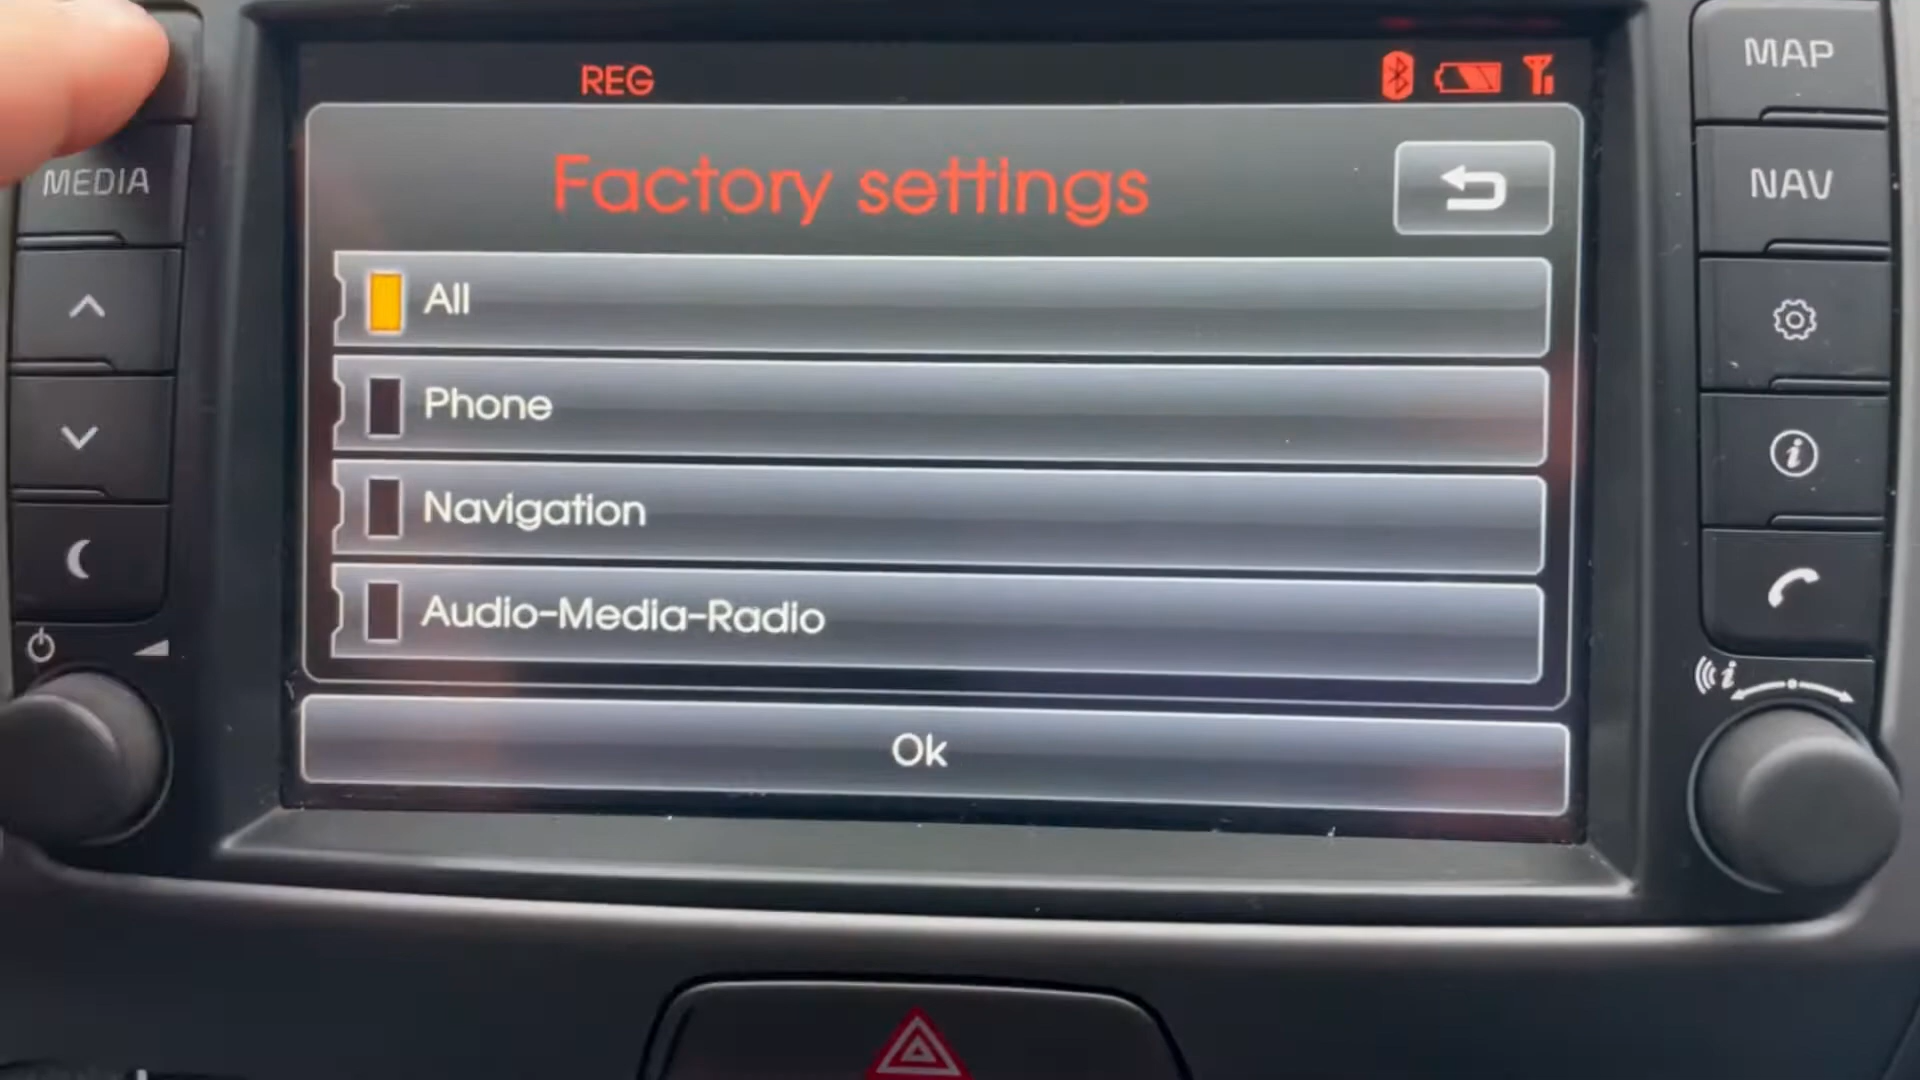 REG
Factory settings
All
Phone
Navigation
Audio-Media-Radio
Ok
MEDIA
MAP
NAV
i
i